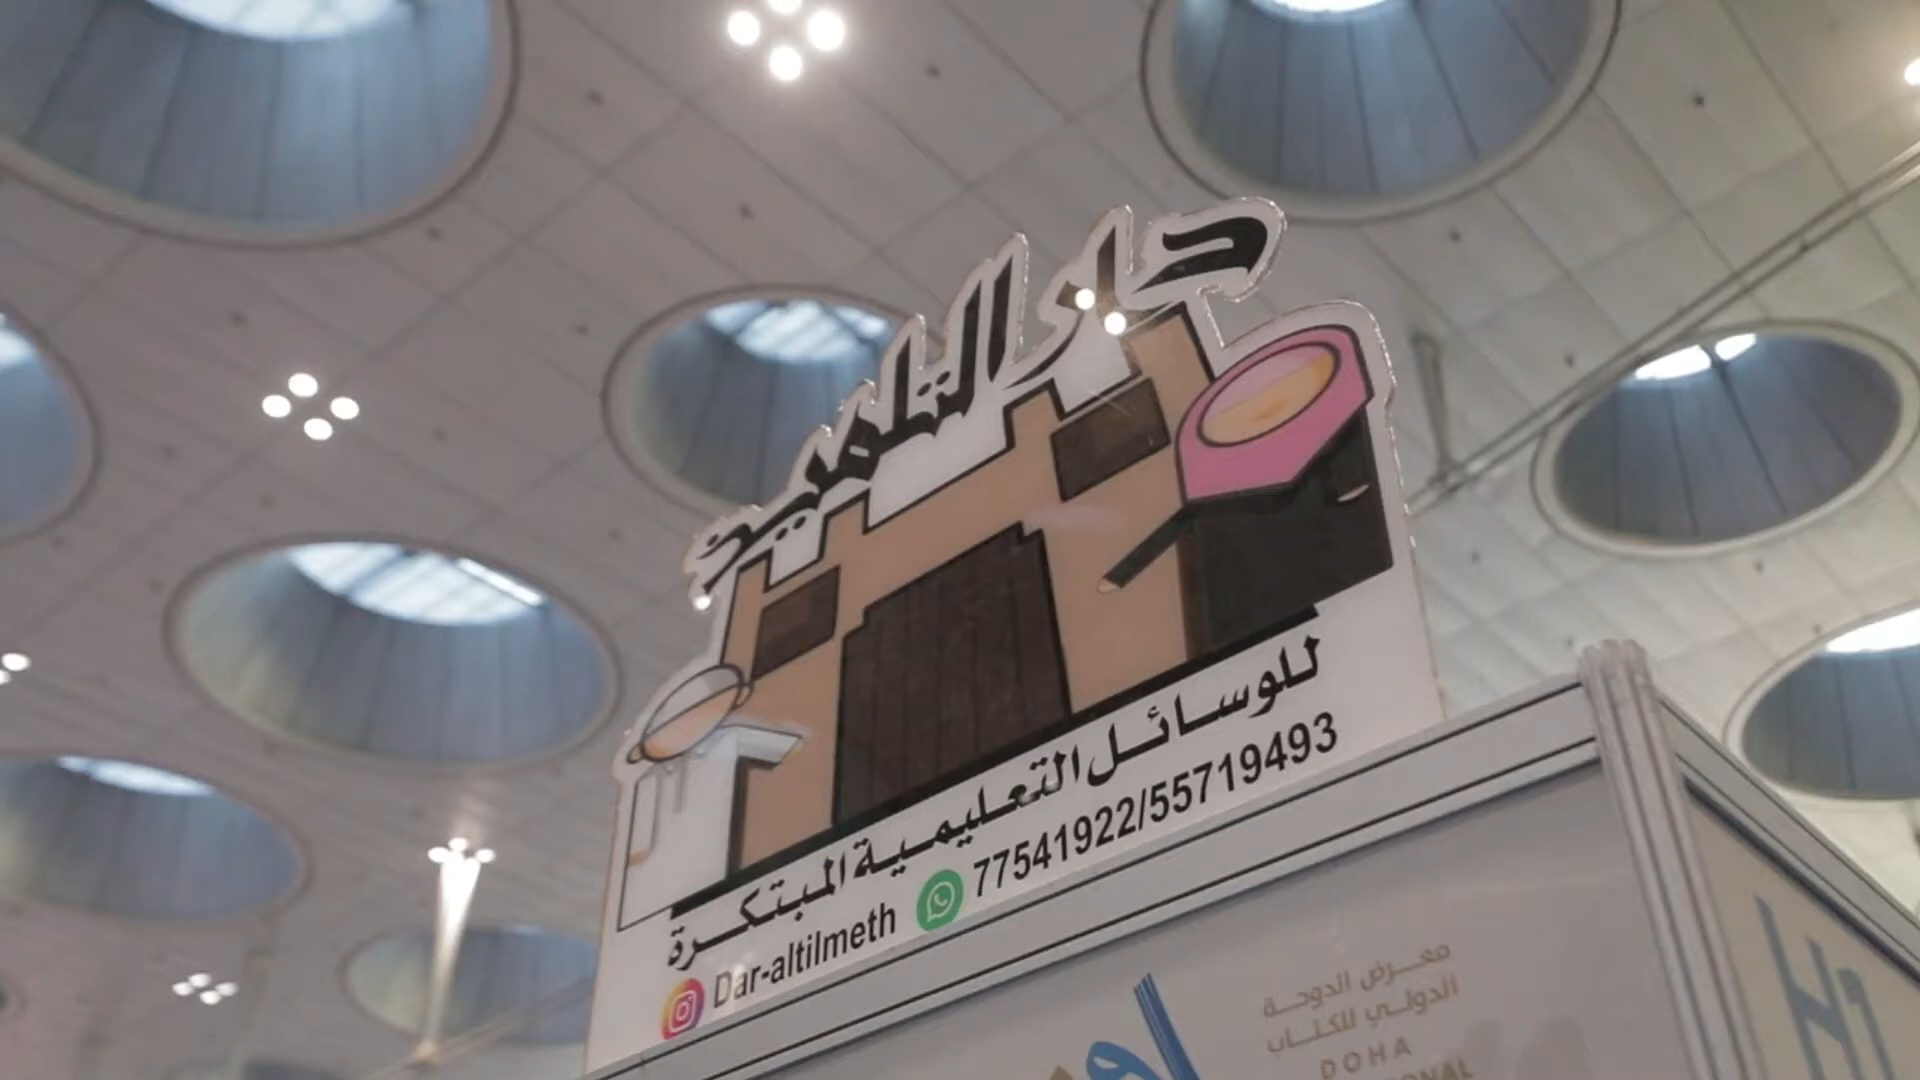 دار التلميذ
للوسائل التعليمية المبتكرة
Dar-altilmeth 77541922/55719493
معرض الدوحة
الدولي للكتاب
DOHA